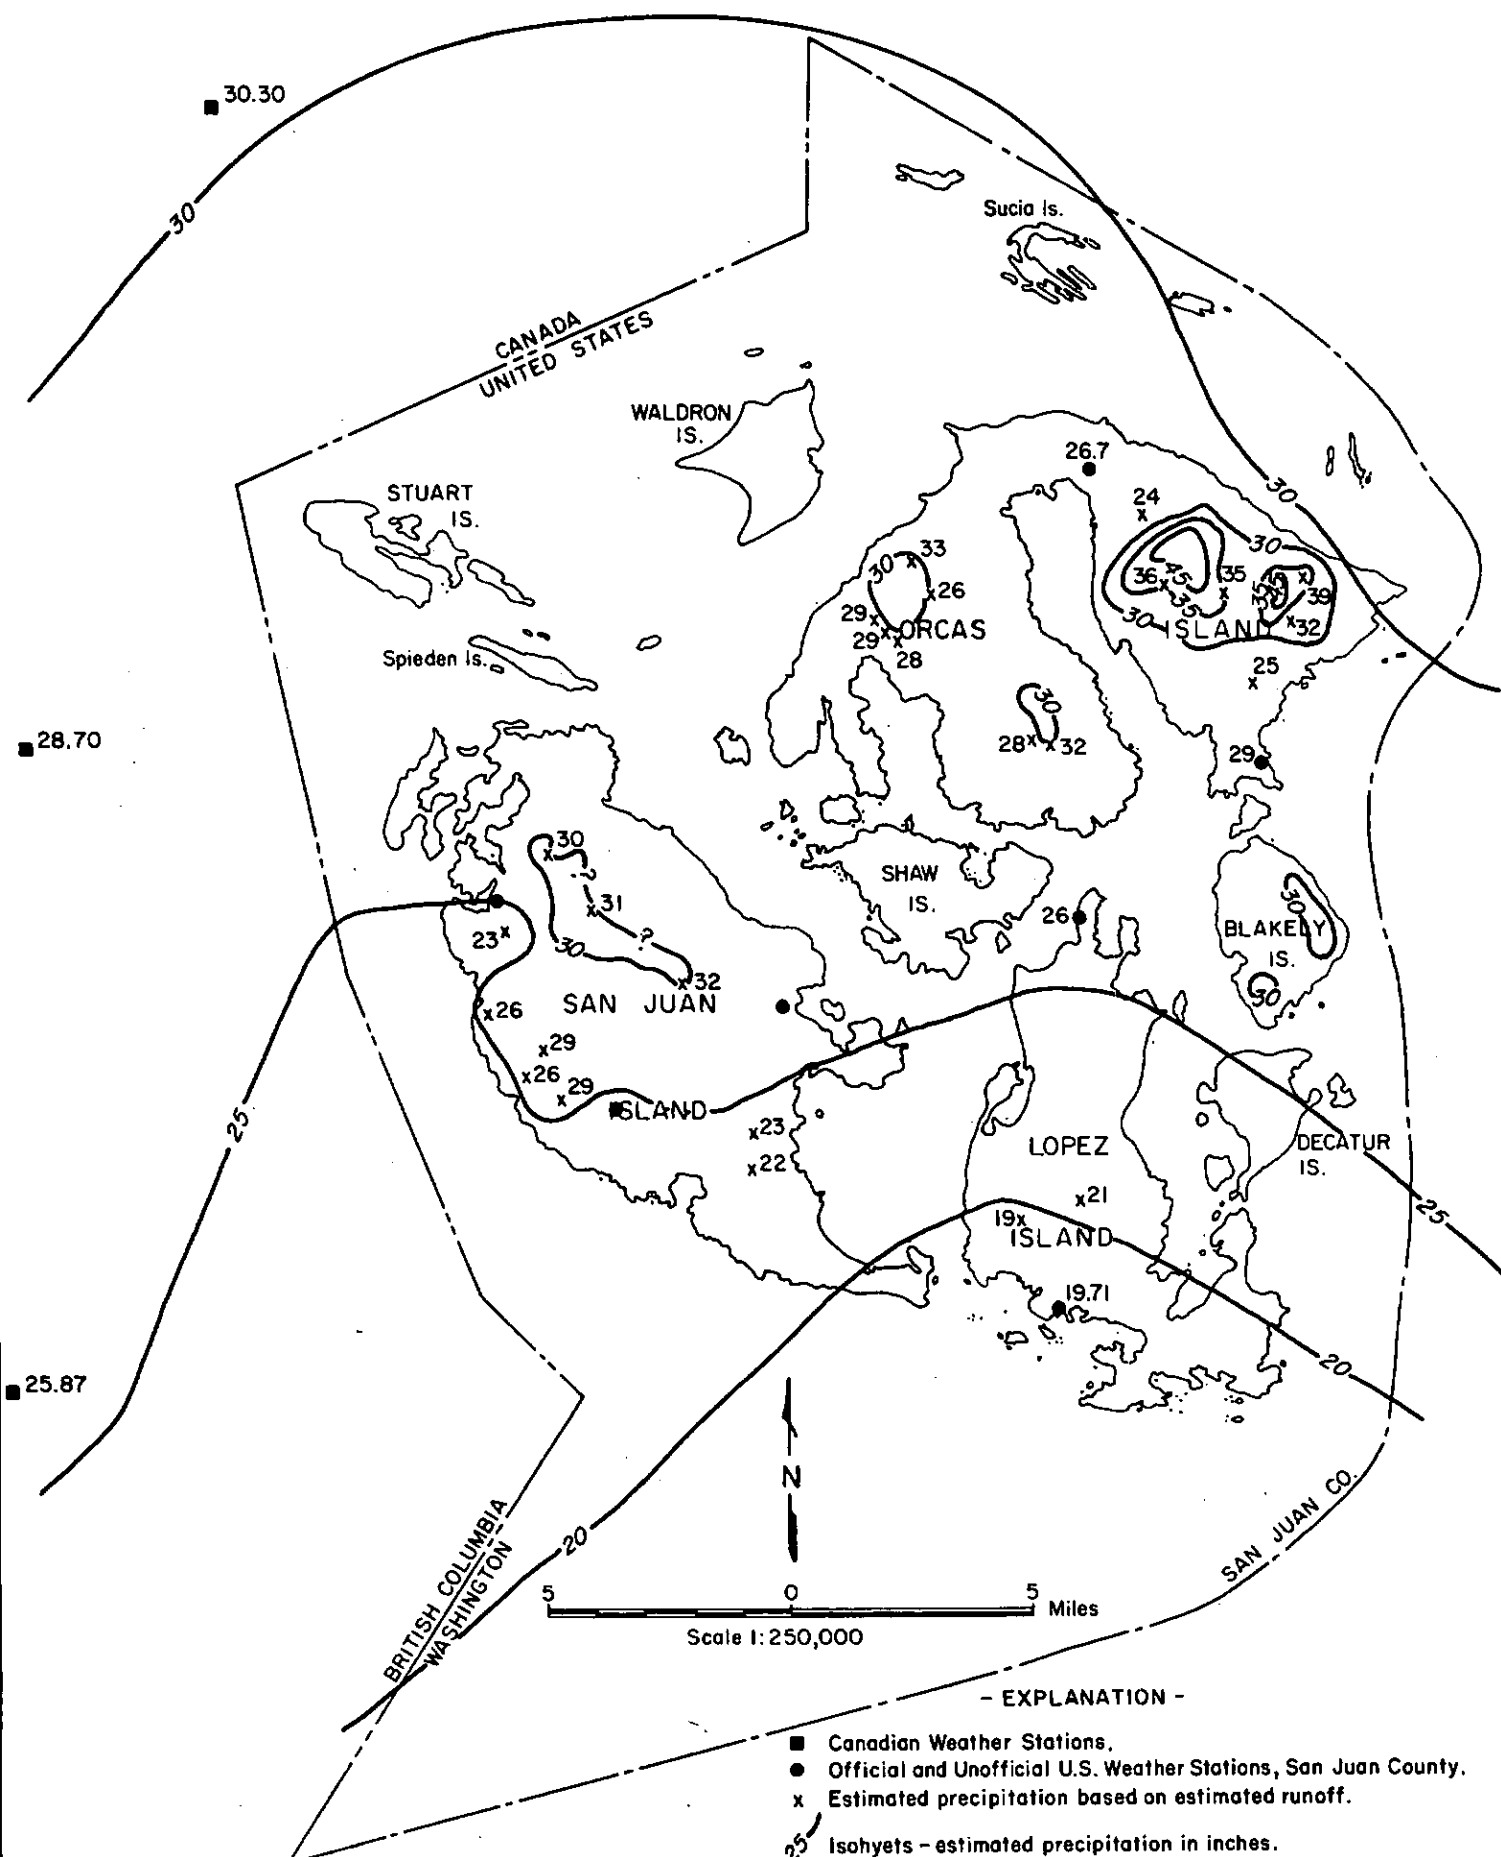 30.30
30
Sucia Is.
CANADA
UNITED STATES
WALDRON
IS.
26.7
STUART
IS.
30
24
30
33
30
26
36
45
35
35
35
39
29
ORCAS
29
28
30
ISLAND
32
Spieden Is.
25
30
28.70
28
32
29
30
SHAW
IS.
?
31
30
26
BLAKELY
IS.
30
23
30
?
32
SAN JUAN
26
29
26
29
ISLAND
25
23
LOPEZ
DECATUR
IS.
22
21
25
19
ISLAND
19.71
20
25.87
N
BRITISH COLUMBIA
WASHINGTON
20
SAN JUAN CO.
5 0 5 Miles
Scale 1:250,000
- EXPLANATION -
Canadian Weather Stations.
Official and Unofficial U.S. Weather Stations, San Juan County.
x Estimated precipitation based on estimated runoff.
25 Isohyets - estimated precipitation in inches.